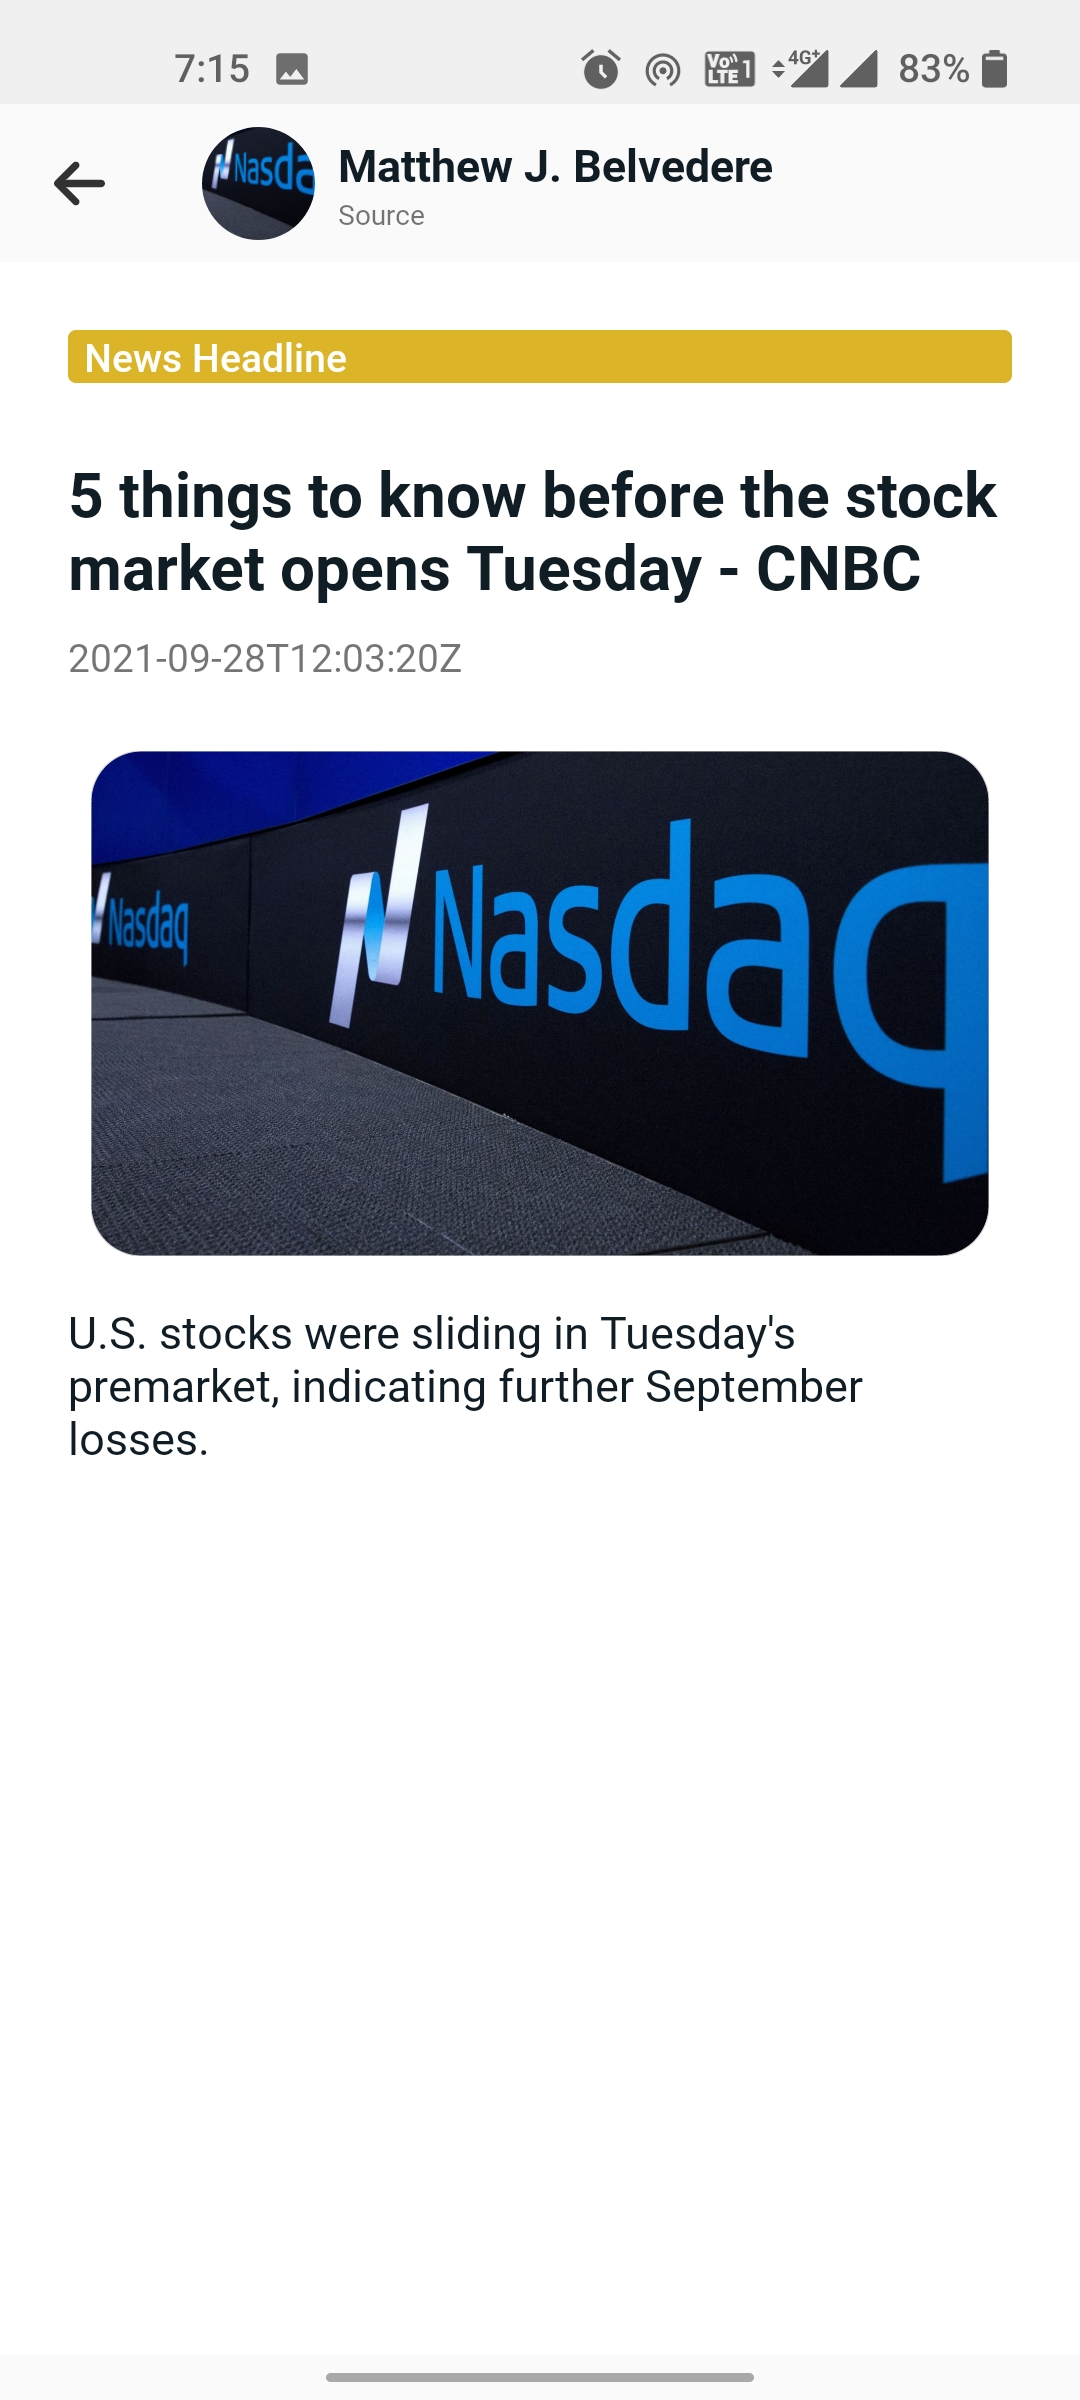 7:15 Vo LTE 1 4G+ 83%
Matthew J. Belvedere
Source
News Headline
5 things to know before the stock
market opens Tuesday - CNBC
2021-09-28T12:03:20Z
Nasdaq Nasdaq
U.S. stocks were sliding in Tuesday's
premarket, indicating further September
losses.